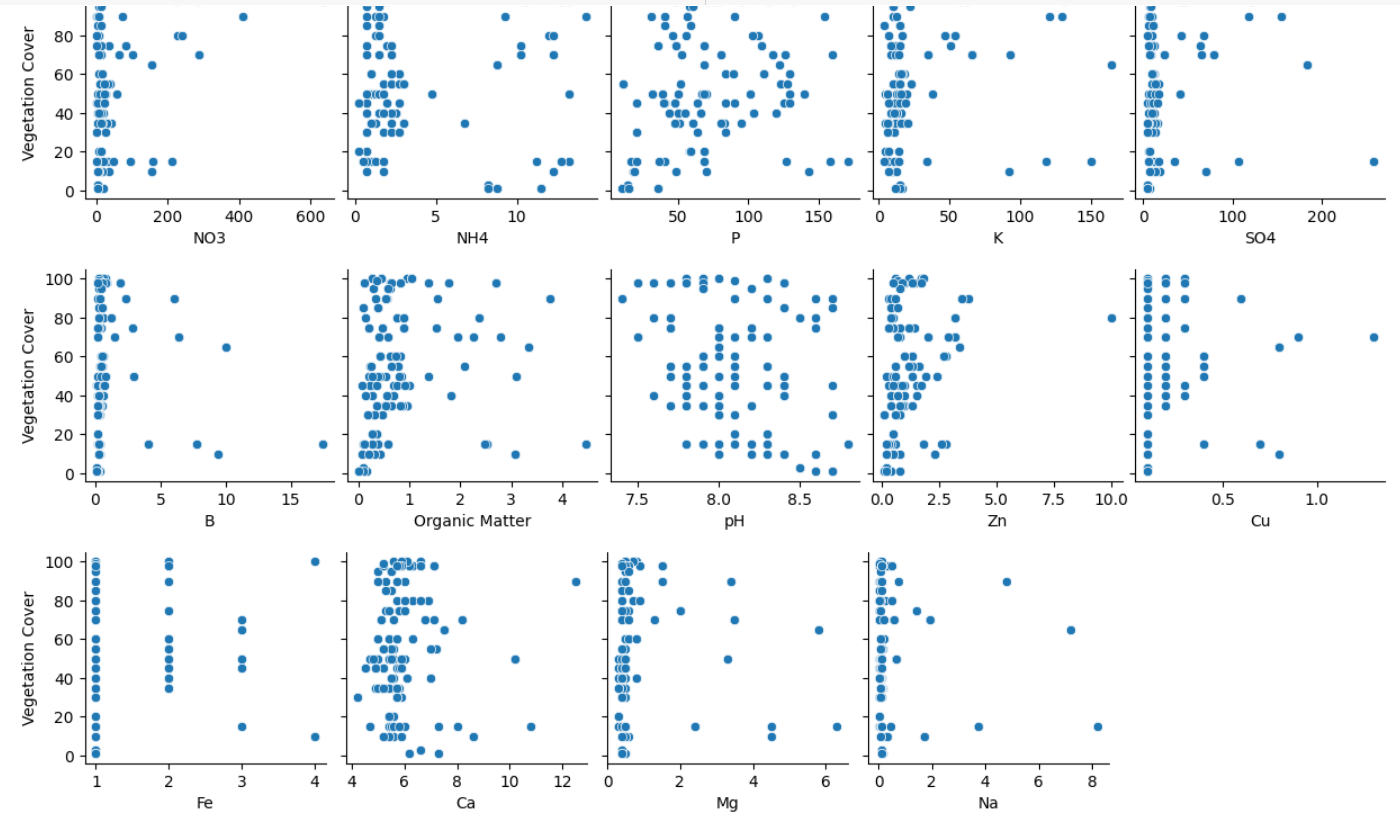 Vegetation Cover
80
60
40
20
0
0 200 400 600
0 5 10
50 100 150
0 50 100 150
0 100 200
NO3 NH4 P K SO4
Vegetation Cover
100
80
60
40
20
0
0 5 10 15
0 1 2 3 4
7.5 8.0 8.5
0.0 2.5 5.0 7.5 10.0
0.5 1.0
B Organic Matter pH Zn Cu
Vegetation Cover
100
80
60
40
20
0
1 2 3 4
4 6 8 10 12
0 2 4 6
0 2 4 6 8
Fe Ca Mg Na